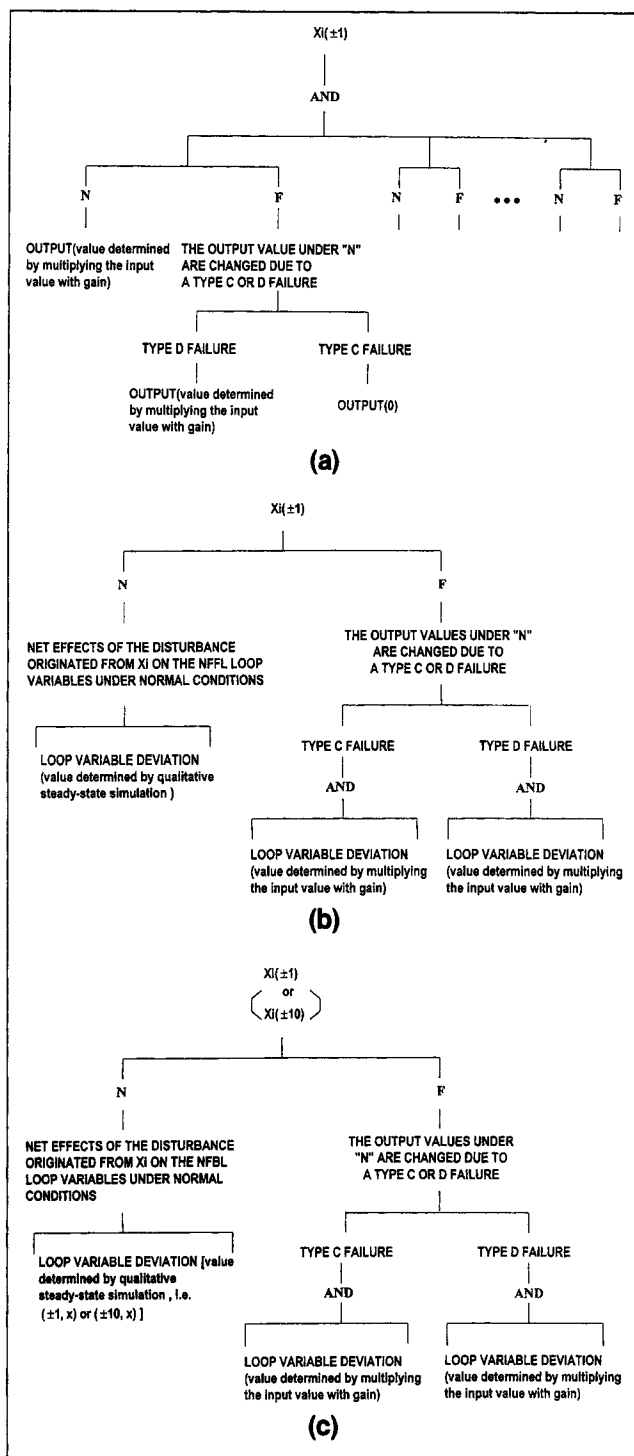 Xi(±1)
AND
N F N F ••• N F
OUTPUT(value determined
by multiplying the input
value with gain)
THE OUTPUT VALUE UNDER "N"
ARE CHANGED DUE TO
A TYPE C OR D FAILURE
TYPE D FAILURE TYPE C FAILURE
OUTPUT(value determined
by multiplying the input
value with gain)
OUTPUT(0)
(a)
Xi(±1)
N F
NET EFFECTS OF THE DISTURBANCE
ORIGINATED FROM Xi ON THE NFFL LOOP
VARIABLES UNDER NORMAL CONDITIONS
THE OUTPUT VALUES UNDER "N"
ARE CHANGED DUE TO
A TYPE C OR D FAILURE
LOOP VARIABLE DEVIATION
(value determined by qualitative
steady-state simulation )
TYPE C FAILURE TYPE D FAILURE
AND AND
LOOP VARIABLE DEVIATION
(value determined by multiplying
the input value with gain)
LOOP VARIABLE DEVIATION
(value determined by multiplying
the input value with gain)
(b)
Xi(±1)
or
Xi(±10)
N F
NET EFFECTS OF THE DISTURBANCE
ORIGINATED FROM XI ON THE NFBL
LOOP VARIABLES UNDER NORMAL
CONDITIONS
THE OUTPUT VALUES UNDER
"N" ARE CHANGED DUE TO
A TYPE C OR D FAILURE
LOOP VARIABLE DEVIATION [value
determined by qualitative
steady-state simulation , i.e.
(±1, x) or (±10, x) ]
TYPE C FAILURE TYPE D FAILURE
AND AND
LOOP VARIABLE DEVIATION
(value determined by multiplying
the input value with gain)
LOOP VARIABLE DEVIATION
(value determined by multiplying
the input value with gain)
(c)